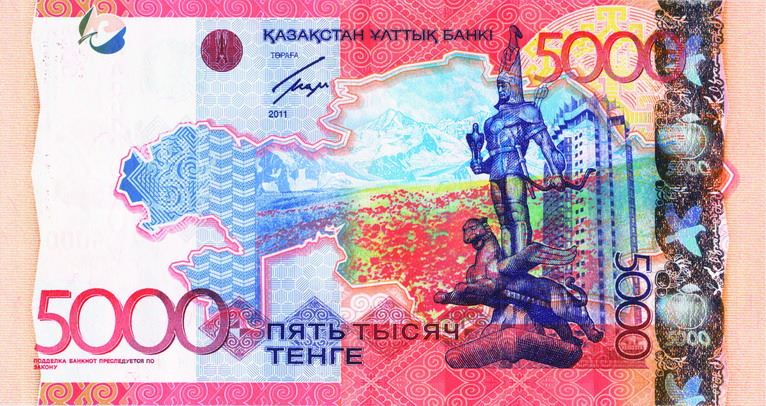 ҚАЗАҚСТАН ҰЛТТЫҚ БАНКІ
ТӨРАҒА
2011
5000
5000
5000
ПЯТЬ ТЫСЯЧ
ТЕНГЕ
ПОДДЕЛКА БАНКНОТ ПРЕСЛЕДУЕТСЯ ПО
ЗАКОНУ